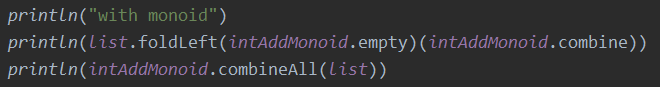 println("with monoid")
println(list.foldLeft(intAddMonoid.empty)(intAddMonoid.combine))
println(intAddMonoid.combineAll(list))